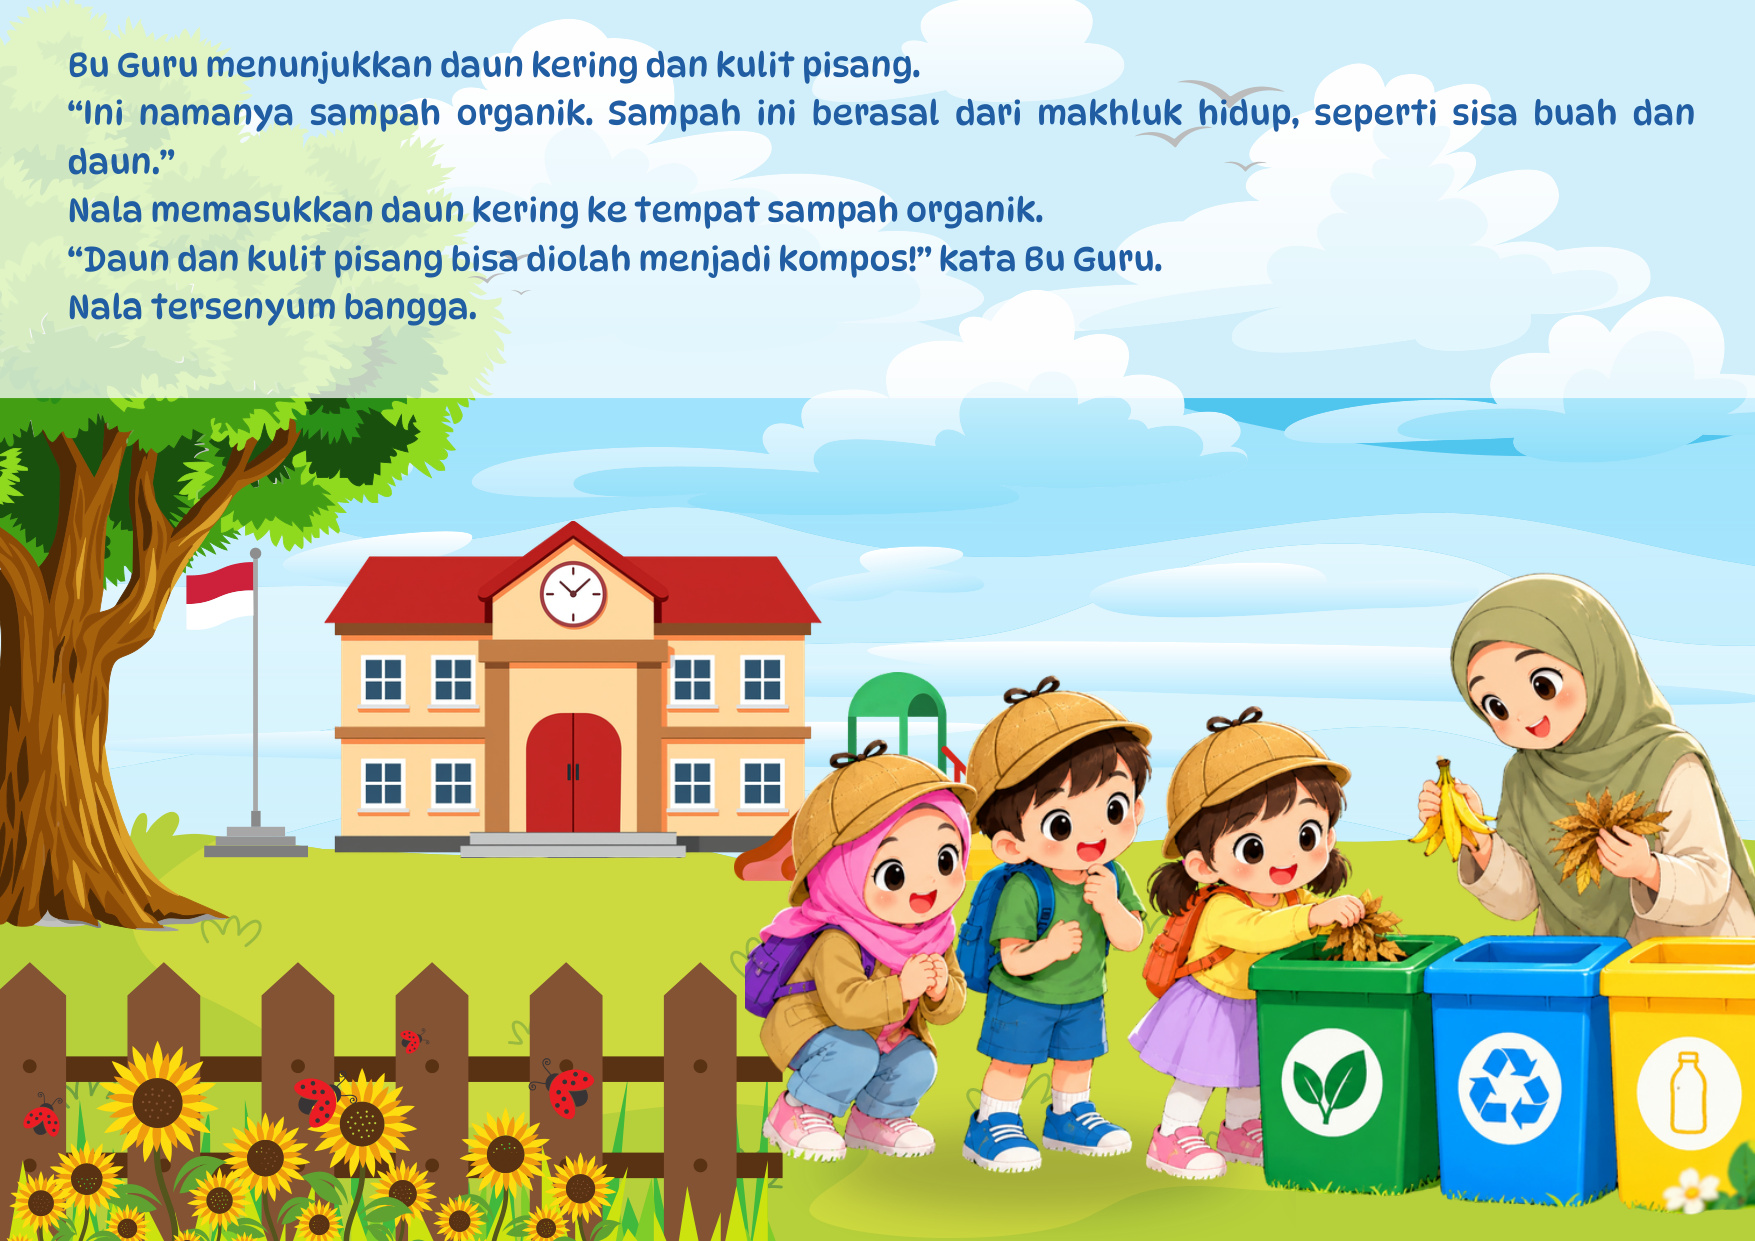 Bu Guru menunjukkan daun kering dan kulit pisang.
“Ini namanya sampah organik. Sampah ini berasal dari makhluk hidup, seperti sisa buah dan
daun.”
Nala memasukkan daun kering ke tempat sampah organik.
“Daun dan kulit pisang bisa diolah menjadi kompos!” kata Bu Guru.
Nala tersenyum bangga.